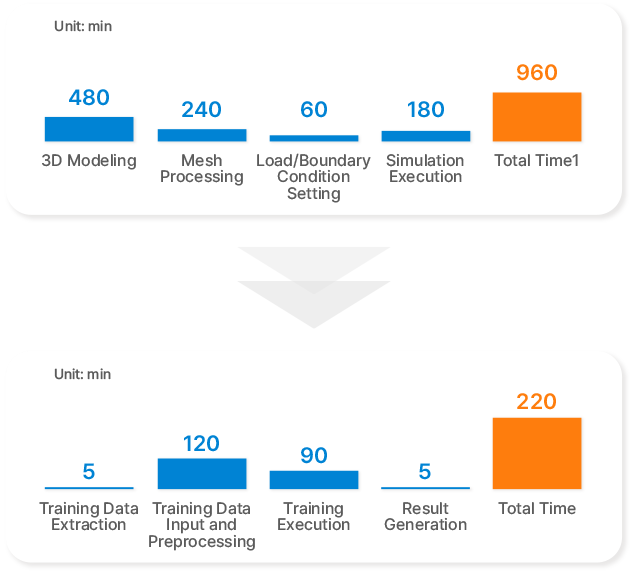 Unit: min
480
240
60
180
960
3D Modeling
Mesh
Processing
Load/Boundary
Condition
Setting
Simulation
Execution
Total Time1
Unit: min
5
120
90
5
220
Training Data
Extraction
Training Data
Input and
Preprocessing
Training
Execution
Result
Generation
Total Time